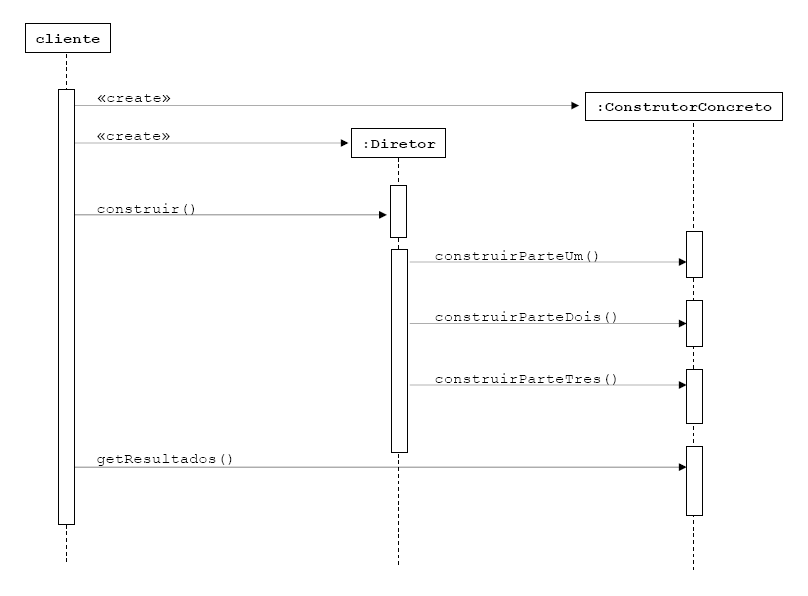 cliente
«create»
:ConstrutorConcreto
«create»
:Diretor
construir()
construirParteUm()
construirParteDois()
construirParteTres()
getResultados()